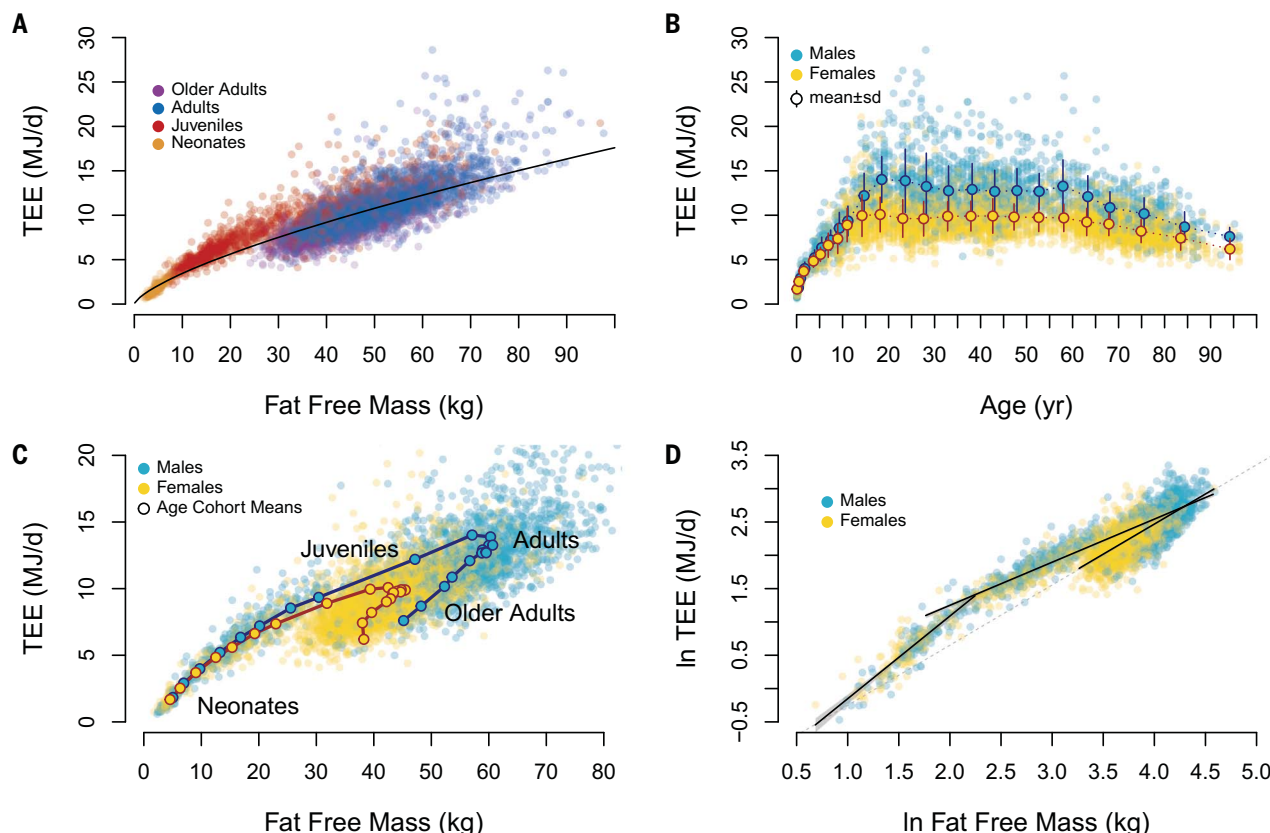 A
TEE (MJ/d)
30
25
20
15
10
5
0
Older Adults
Adults
Juveniles
Neonates
0 10 20 30 40 50 60 70 80 90
Fat Free Mass (kg)
B
TEE (MJ/d)
30
25
20
15
10
5
0
Males
Females
mean±sd
0 10 20 30 40 50 60 70 80 90
Age (yr)
C
TEE (MJ/d)
20
15
10
5
0
Males
Females
Age Cohort Means
Juveniles
Adults
Older Adults
Neonates
0 10 20 30 40 50 60 70 80
Fat Free Mass (kg)
D
ln TEE (MJ/d)
3.5
2.5
1.5
0.5
−0.5
Males
Females
0.5 1.0 1.5 2.0 2.5 3.0 3.5 4.0 4.5 5.0
ln Fat Free Mass (kg)